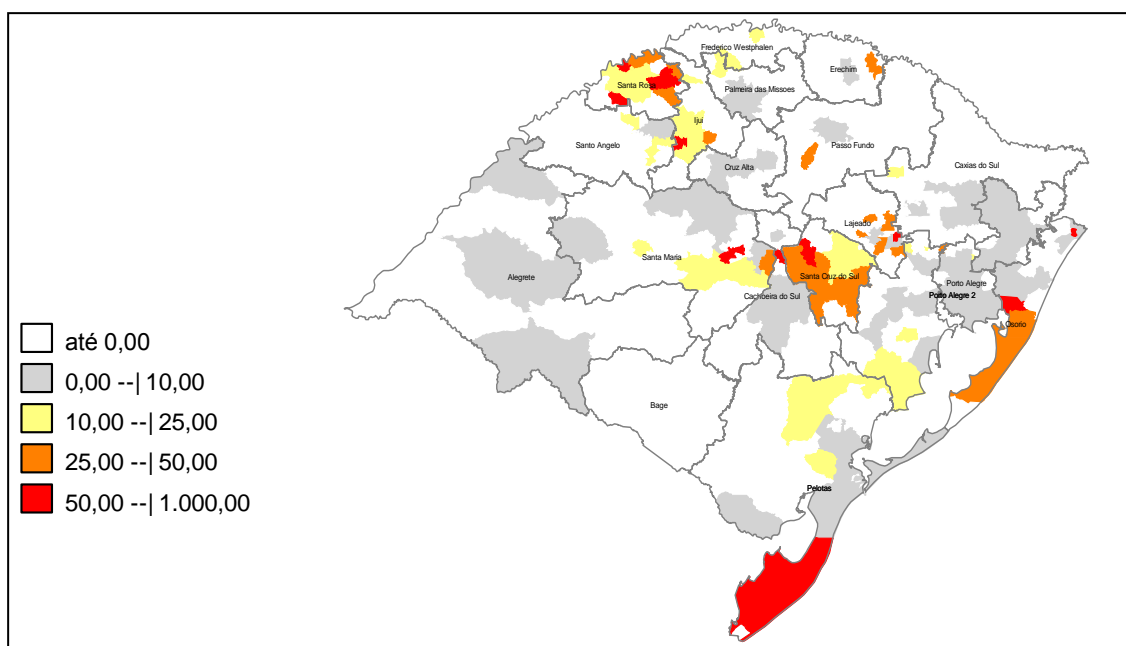 Frederico Westphalen
Erechim
Santa Rosa
Palmeira das Missoes
Ijui
Santo Angelo
Passo Fundo
Cruz Alta
Caxias do Sul
Lajeado
Santa Maria
Alegrete
Santa Cruz do Sul
Porto Alegre
Cachoeira do Sul
Porto Alegre 2
Osorio
Bage
Pelotas
até 0,00
0,00 --| 10,00
10,00 --| 25,00
25,00 --| 50,00
50,00 --| 1.000,00